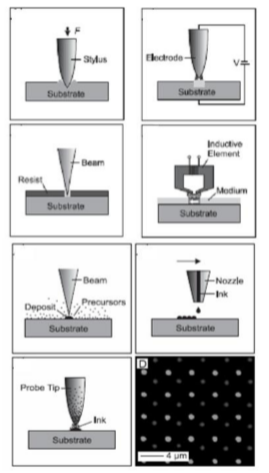 F
Stylus
Substrate
Electrode
V
Substrate
Beam
Resist
Substrate
Inductive
Element
Medium
Substrate
Beam
Deposit
Precursors
Substrate
Nozzle
Ink
Substrate
Probe Tip
Ink
Substrate
D
4 µm